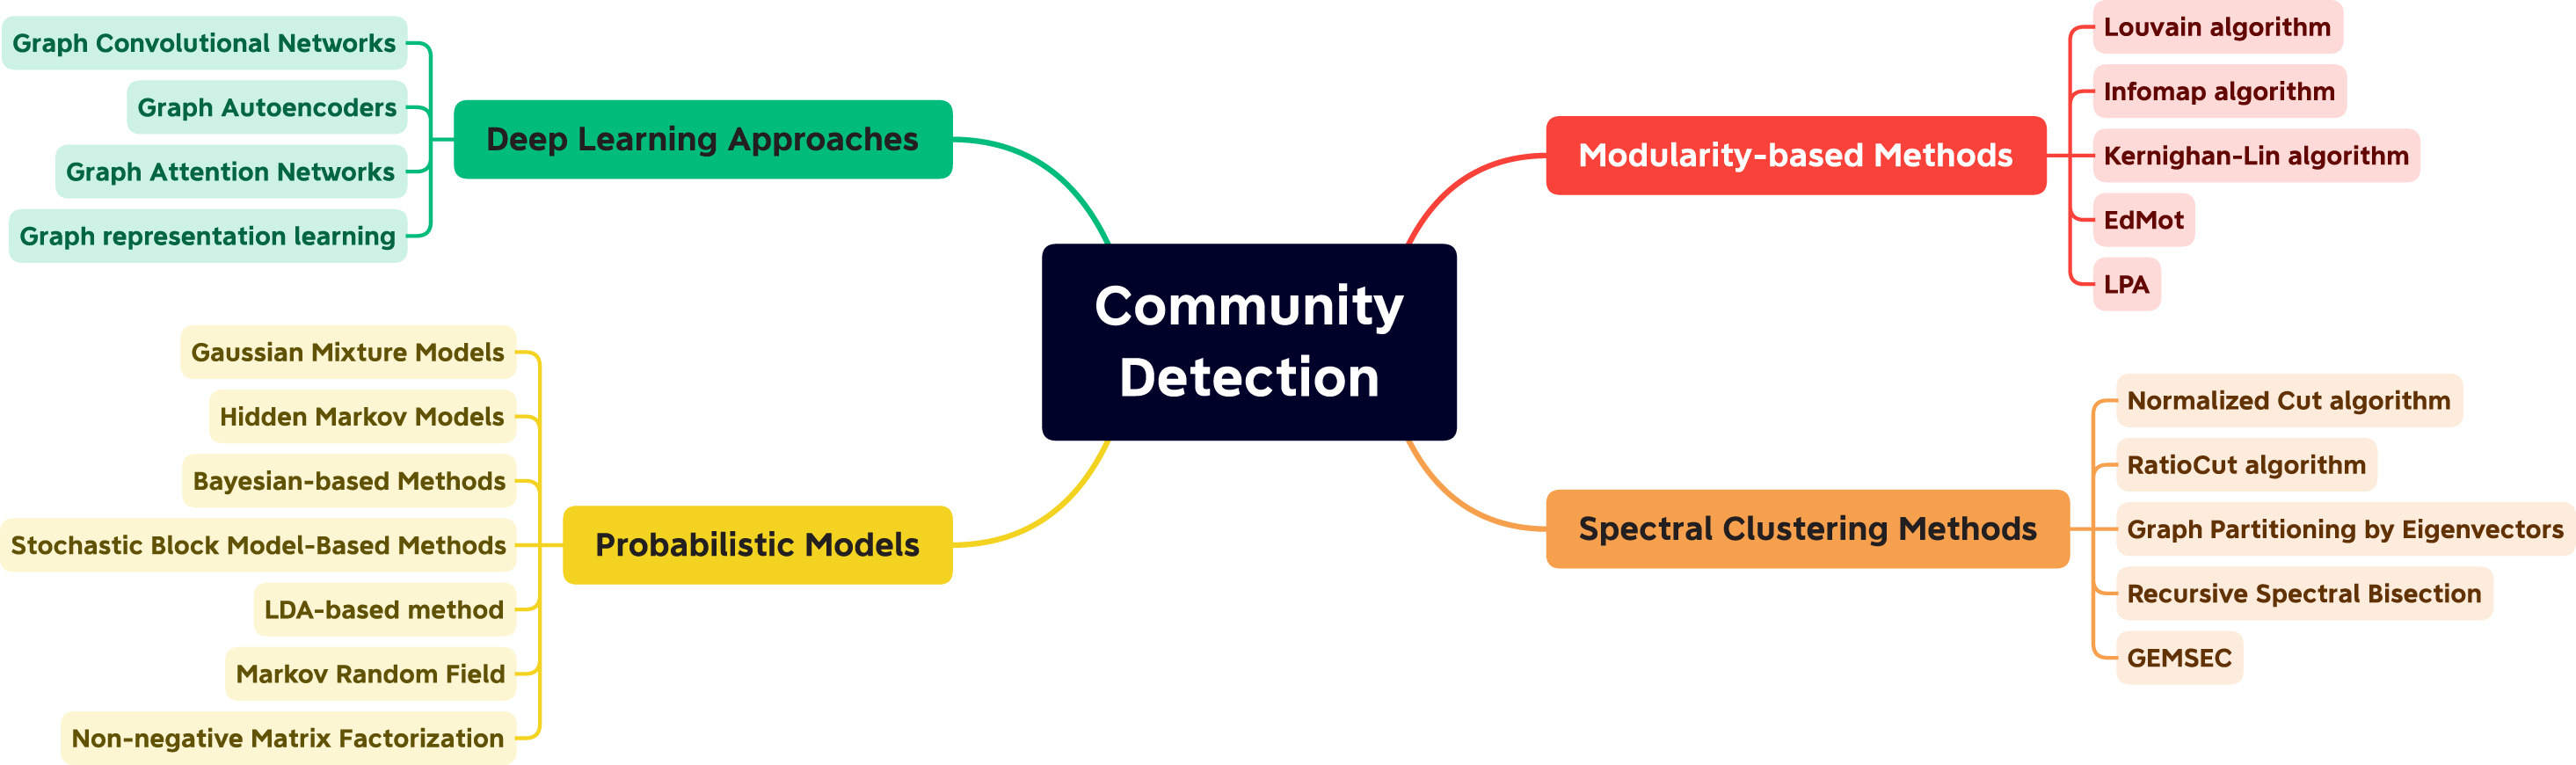 Community
Detection
Deep Learning Approaches
Graph Convolutional Networks
Graph Autoencoders
Graph Attention Networks
Graph representation learning
Probabilistic Models
Gaussian Mixture Models
Hidden Markov Models
Bayesian-based Methods
Stochastic Block Model-Based Methods
LDA-based method
Markov Random Field
Non-negative Matrix Factorization
Modularity-based Methods
Louvain algorithm
Infomap algorithm
Kernighan-Lin algorithm
EdMot
LPA
Spectral Clustering Methods
Normalized Cut algorithm
RatioCut algorithm
Graph Partitioning by Eigenvectors
Recursive Spectral Bisection
GEMSEC